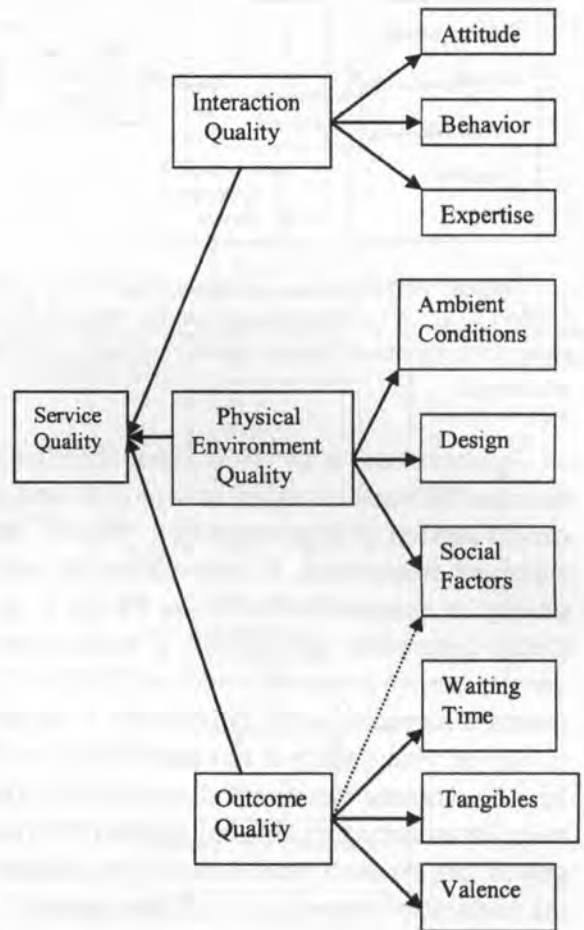 Attitude
Interaction
Quality
Behavior
Expertise
Ambient
Conditions
Service
Quality
Physical
Environment
Quality
Design
Social
Factors
Waiting
Time
Outcome
Quality
Tangibles
Valence